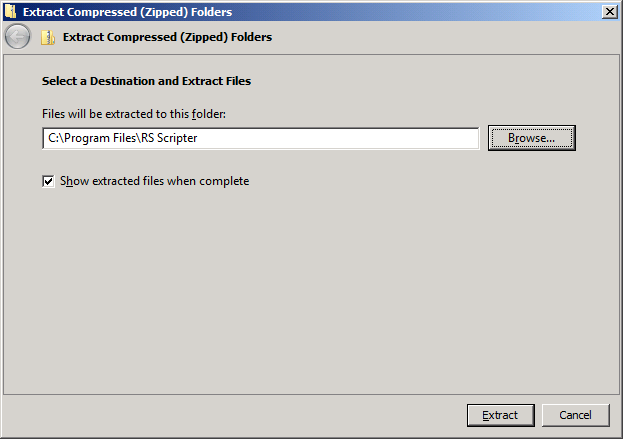 Extract Compressed (Zipped) Folders
Extract Compressed (Zipped) Folders
Select a Destination and Extract Files
Files will be extracted to this folder:
C:\Program Files\RS Scripter
Browse...
Show extracted files when complete
Extract
Cancel